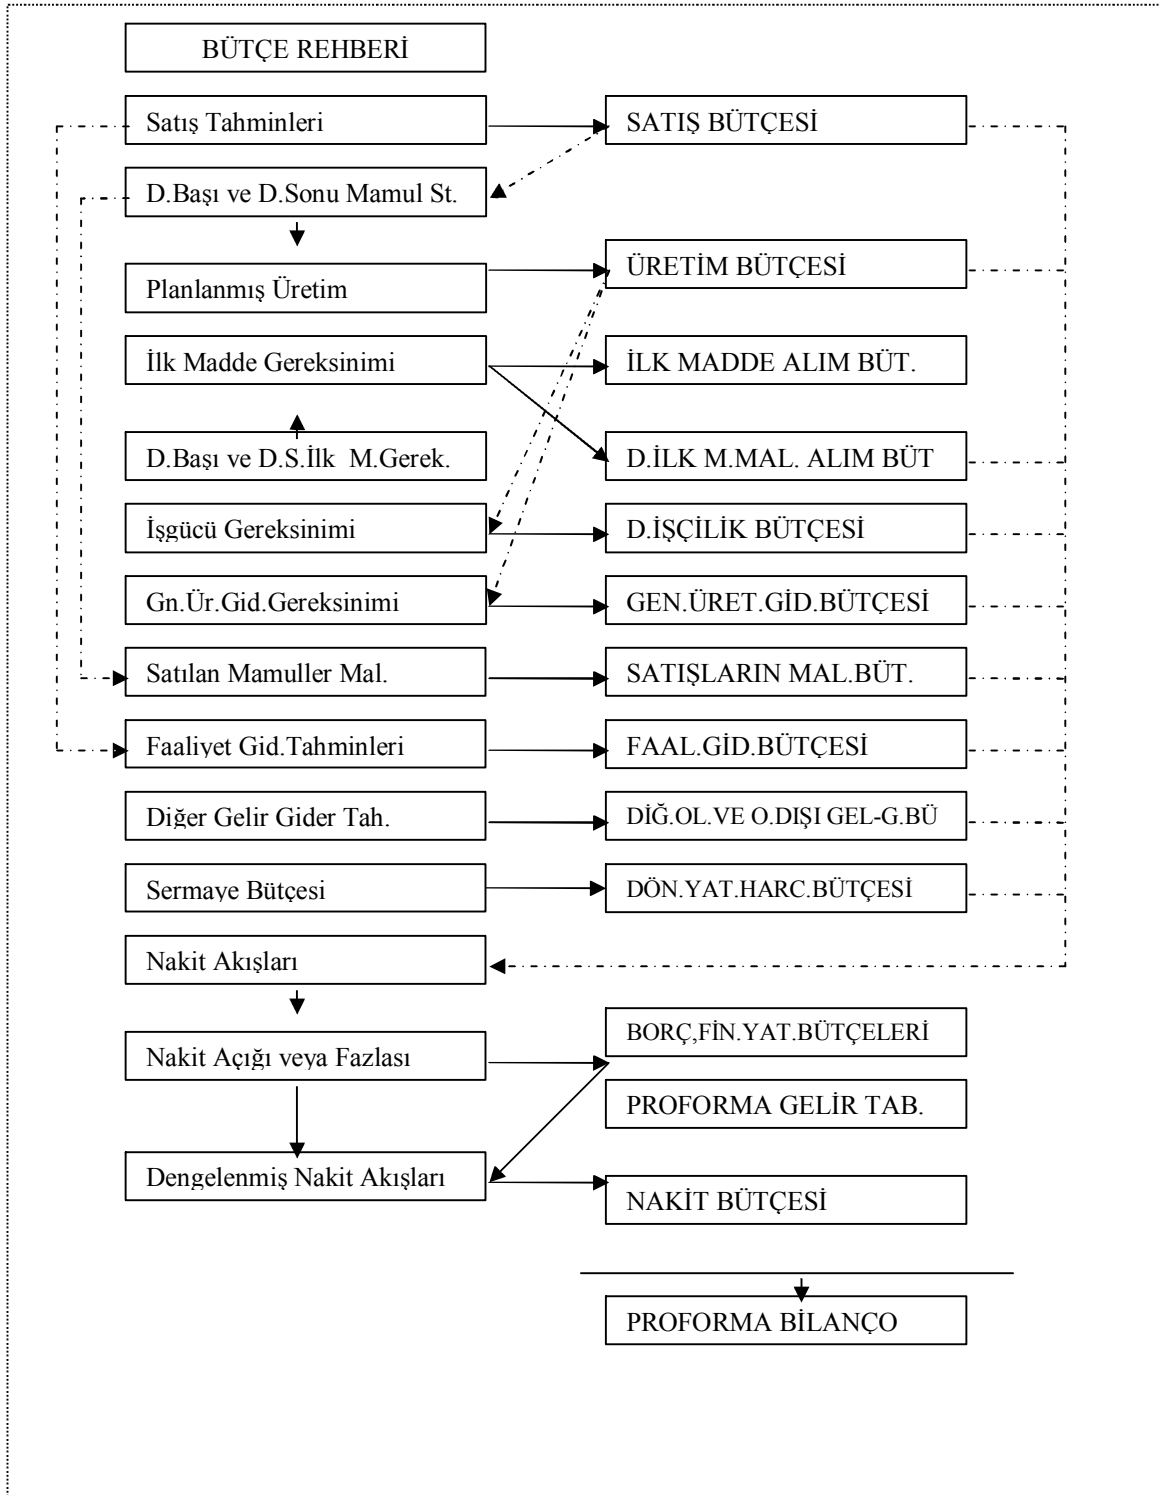 BÜTÇE REHBERİ
Satış Tahminleri
SATIŞ BÜTÇESİ
D.Başı ve D.Sonu Mamul St.
Planlanmış Üretim
ÜRETİM BÜTÇESİ
İlk Madde Gereksinimi
İLK MADDE ALIM BÜT.
D.Başı ve D.S.İlk M.Gerek.
D.İLK M.MAL. ALIM BÜT
İşgücü Gereksinimi
D.İŞÇİLİK BÜTÇESİ
Gn.Ür.Gid.Gereksinimi
GEN.ÜRET.GİD.BÜTÇESİ
Satılan Mamuller Mal.
SATIŞLARIN MAL.BÜT.
Faaliyet Gid.Tahminleri
FAAL.GİD.BÜTÇESİ
Diğer Gelir Gider Tah.
DİĞ.OL.VE O.DIŞI GEL-G.BÜ
Sermaye Bütçesi
DÖN.YAT.HARC.BÜTÇESİ
Nakit Akışları
Nakit Açığı veya Fazlası
BORÇ,FİN.YAT.BÜTÇELERİ
PROFORMA GELİR TAB.
Dengelenmiş Nakit Akışları
NAKİT BÜTÇESİ
PROFORMA BİLANÇO